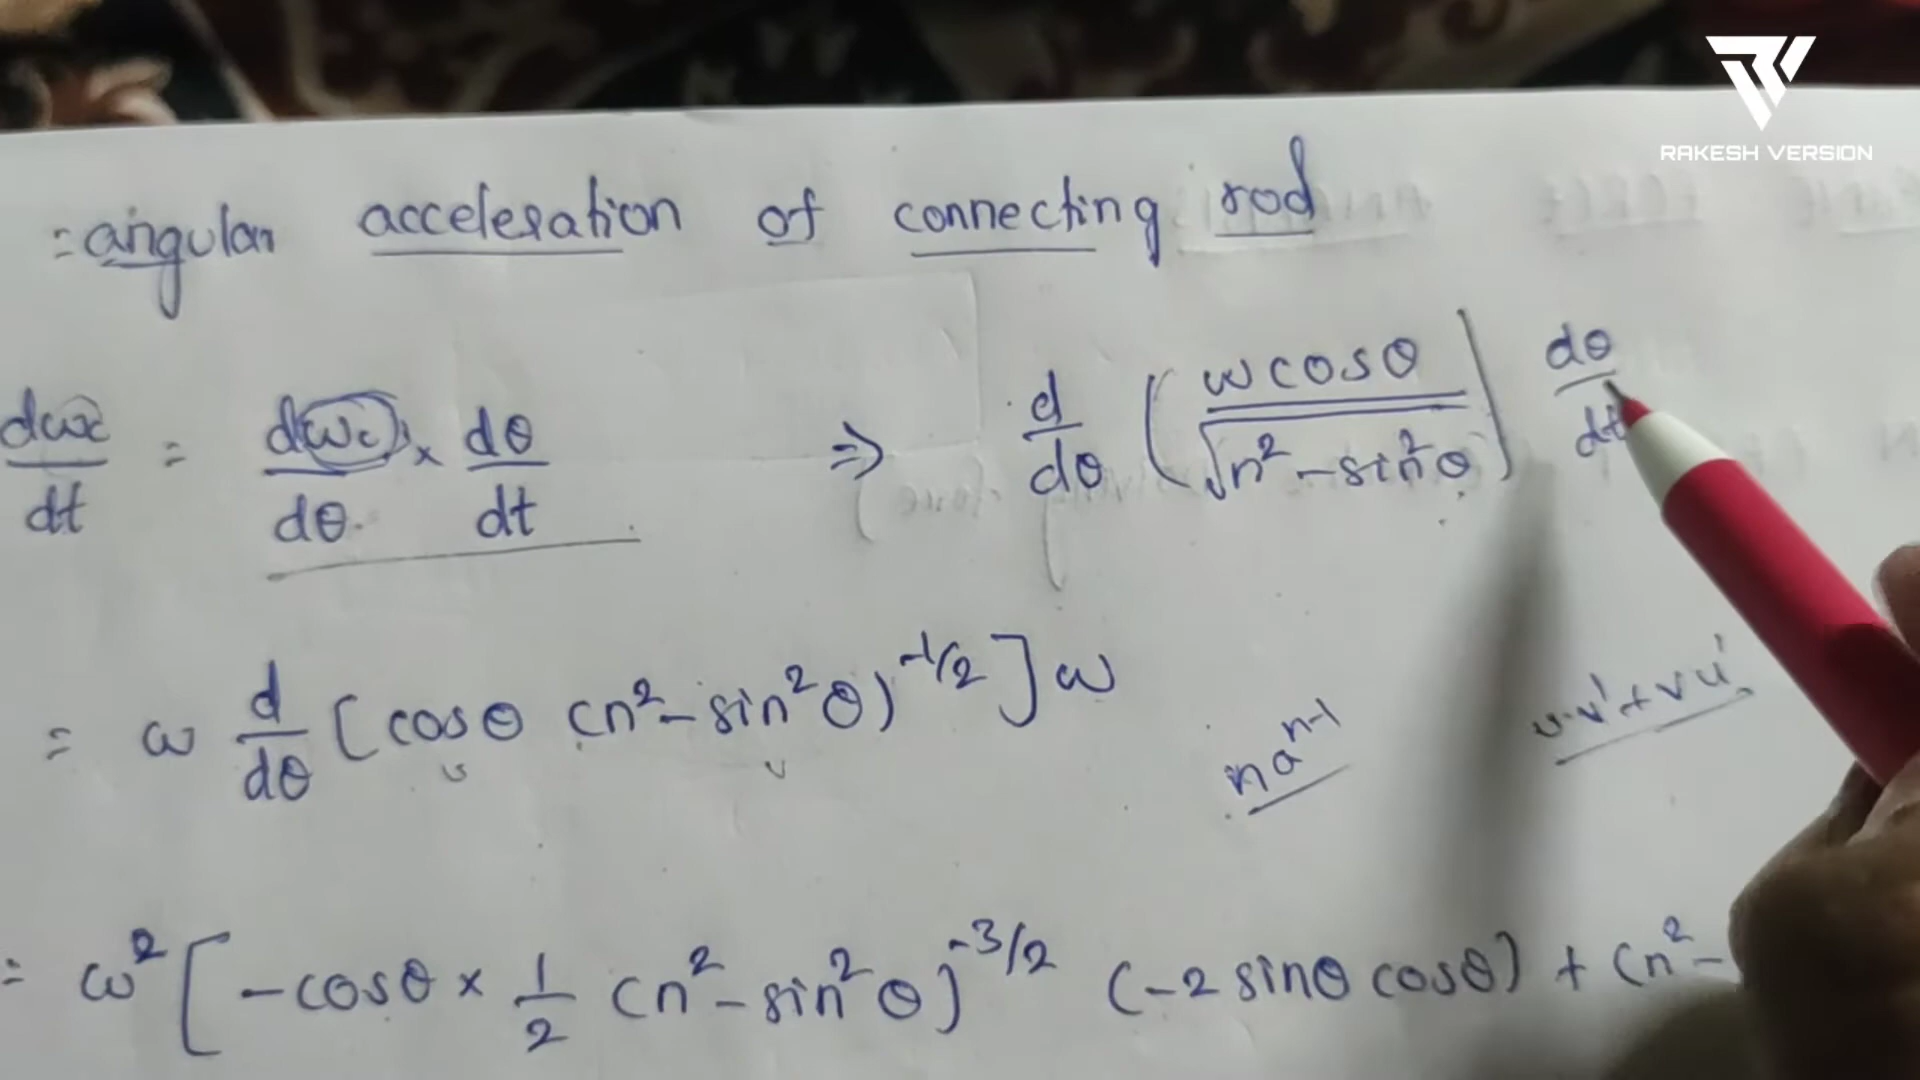 RAKESH VERSION
= angular acceleration of connecting rod
dωc/dt = d(ωc)/dθ × dθ/dt ⇒ d/dθ (ω cosθ / √n² - sin²θ) dθ/dt
= ω d/dθ [cosθ (n² - sin²θ)^-1/2] ω
na^n-1
u·v' + vu'
= ω² [-cosθ × 1/2 (n² - sin²θ)^-3/2 (-2 sinθ cosθ) + (n² -